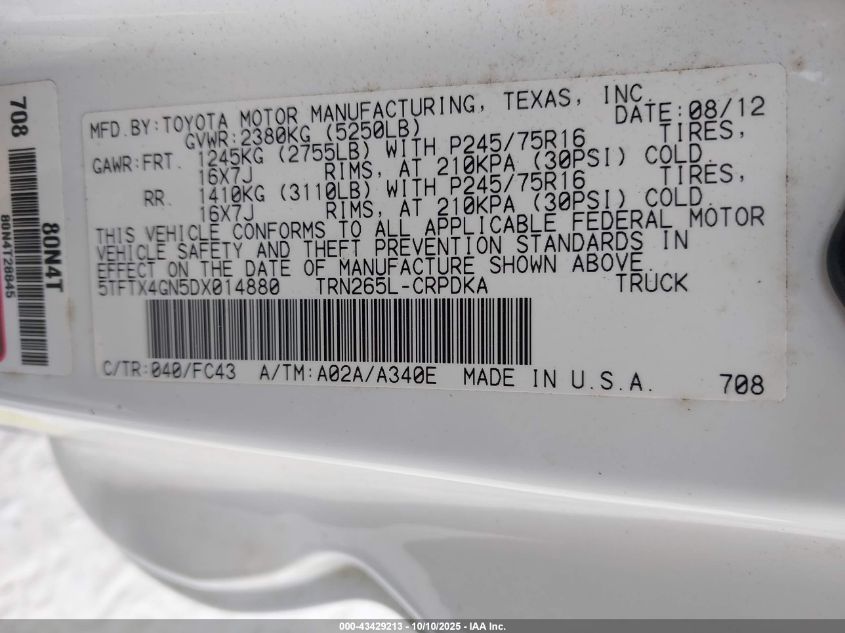 MFD.BY:TOYOTA MOTOR MANUFACTURING, TEXAS, INC.
GVWR:2380KG (5250LB) DATE:08/12
GAWR:FRT. 1245KG (2755LB) WITH P245/75R16 TIRES,
16X7J RIMS, AT 210KPA (30PSI) COLD.
RR. 1410KG (3110LB) WITH P245/75R16 TIRES,
16X7J RIMS, AT 210KPA (30PSI) COLD.
THIS VEHICLE CONFORMS TO ALL APPLICABLE FEDERAL MOTOR
VEHICLE SAFETY AND THEFT PREVENTION STANDARDS IN
EFFECT ON THE DATE OF MANUFACTURE SHOWN ABOVE.
5TFTX4GN5DX014880 TRN265L-CRPDKA TRUCK
C/TR:040/FC43 A/TM:A02A/A340E MADE IN U.S.A. 708
708
80N4T
80N4T28845
000-43429213 - 10/10/2025 - IAA Inc.